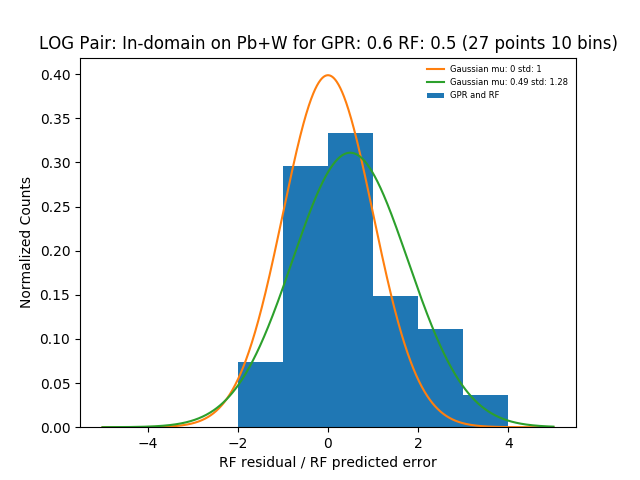 LOG Pair: In-domain on Pb+W for GPR: 0.6 RF: 0.5 (27 points 10 bins)
Gaussian mu: 0 std: 1
Gaussian mu: 0.49 std: 1.28
GPR and RF
Normalized Counts
0.40
0.35
0.30
0.25
0.20
0.15
0.10
0.05
0.00
−4 −2 0 2 4
RF residual / RF predicted error